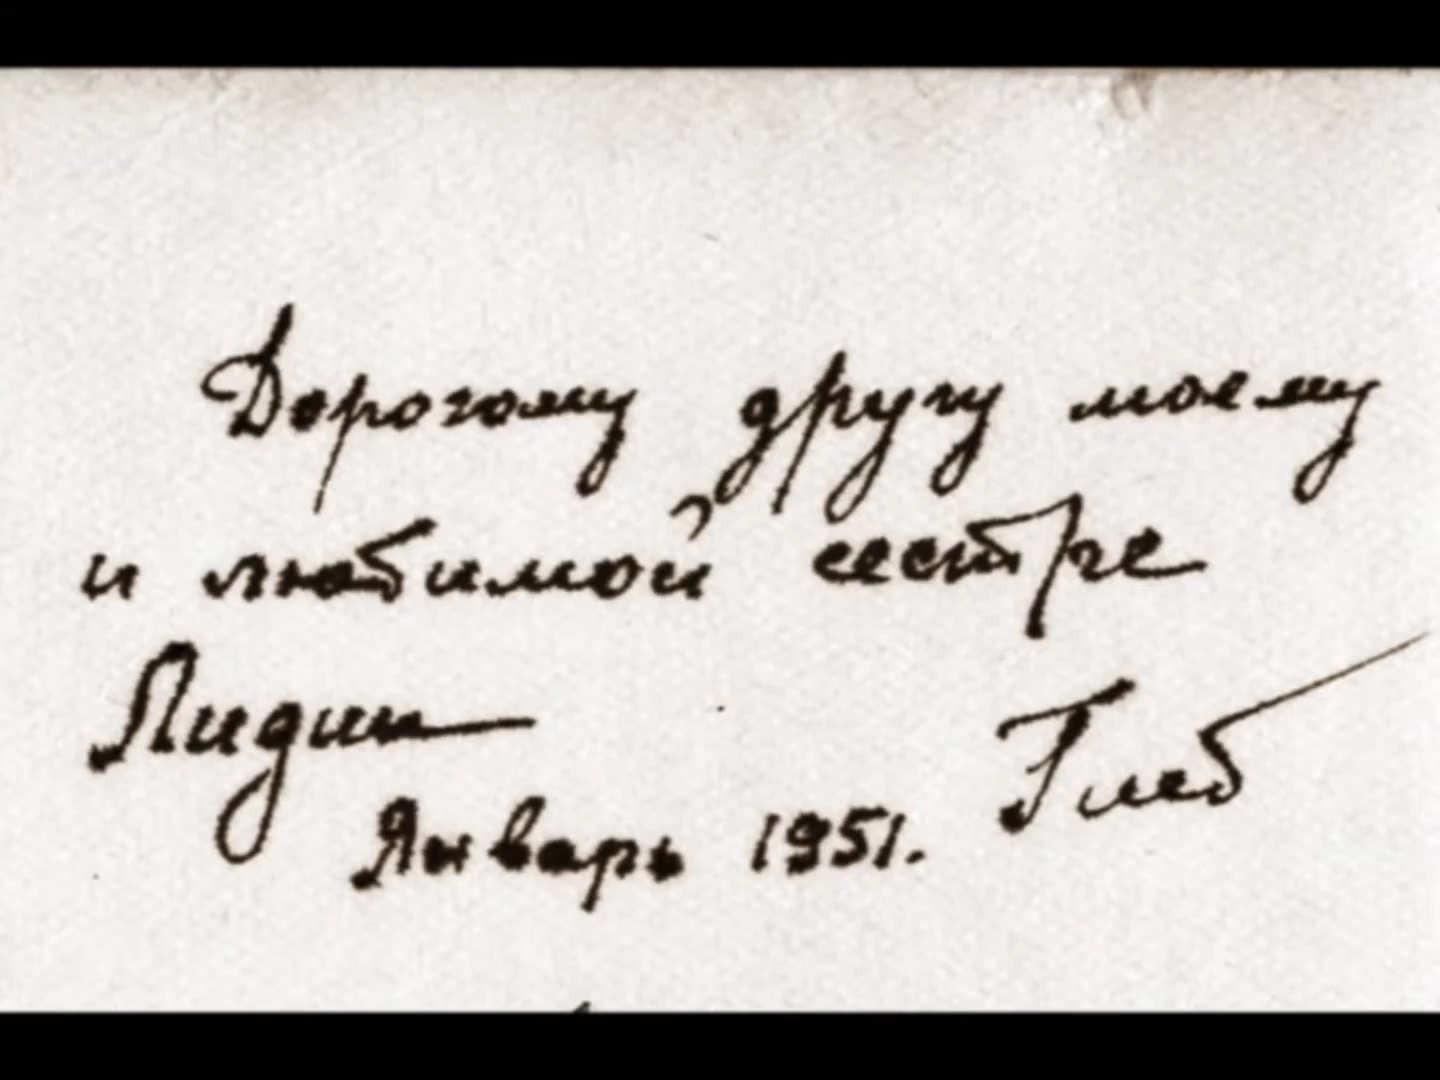 Дорогому другу моему
и любимой сестре
Лидии
Глеб
Январь 1951.